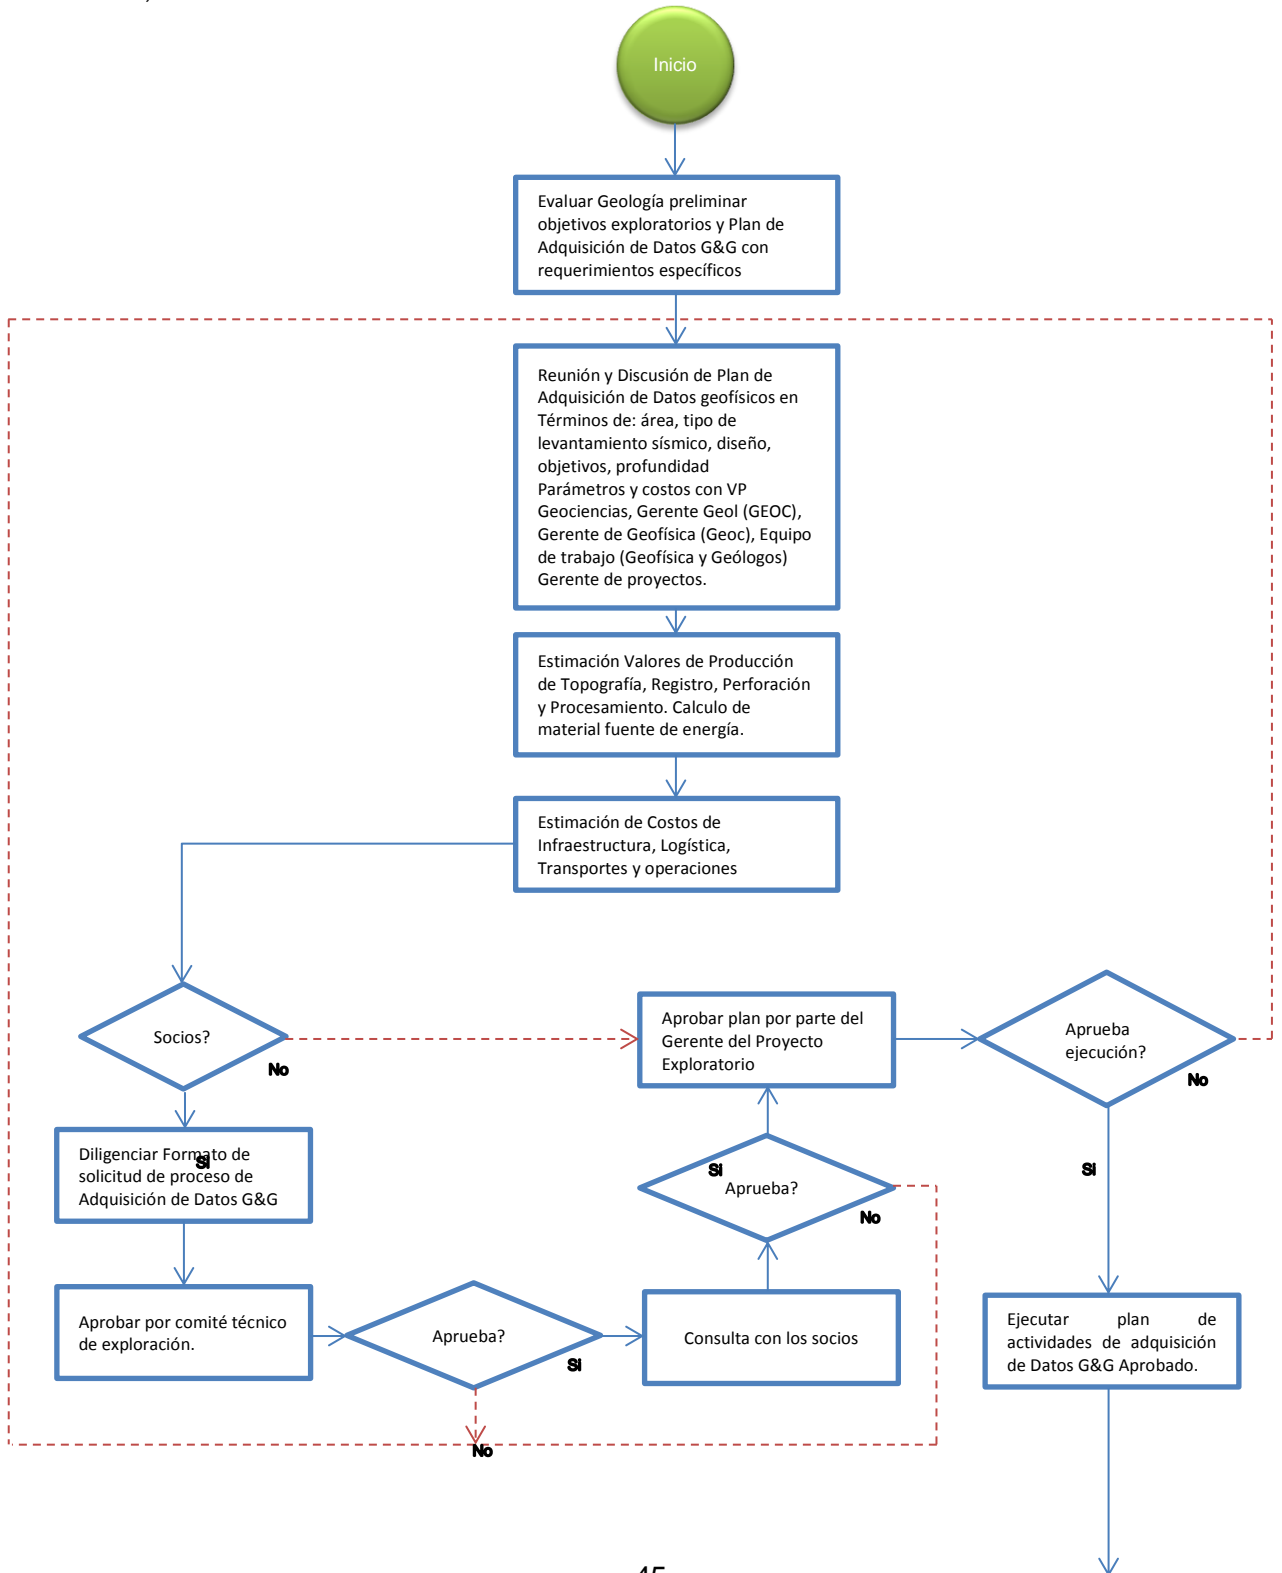 Inicio
Evaluar Geología preliminar
objetivos exploratorios y Plan de
Adquisición de Datos G&G con
requerimientos específicos
Reunión y Discusión de Plan de
Adquisición de Datos geofísicos en
Términos de: área, tipo de
levantamiento sísmico, diseño,
objetivos, profundidad
Parámetros y costos con VP
Geociencias, Gerente Geol (GEOC),
Gerente de Geofísica (Geoc), Equipo
de trabajo (Geofísica y Geólogos)
Gerente de proyectos.
Estimación Valores de Producción
de Topografía, Registro, Perforación
y Procesamiento. Calculo de
material fuente de energía.
Estimación de Costos de
Infraestructura, Logística,
Transportes y operaciones
Socios?
No
Aprobar plan por parte del
Gerente del Proyecto
Exploratorio
Aprueba
ejecución?
No
Si
Diligenciar Formato de
solicitud de proceso de
Adquisición de Datos G&G
Si
Si
Aprueba?
No
Aprobar por comité técnico
de exploración.
Aprueba?
Si
No
Consulta con los socios
Ejecutar plan de
actividades de adquisición
de Datos G&G Aprobado.